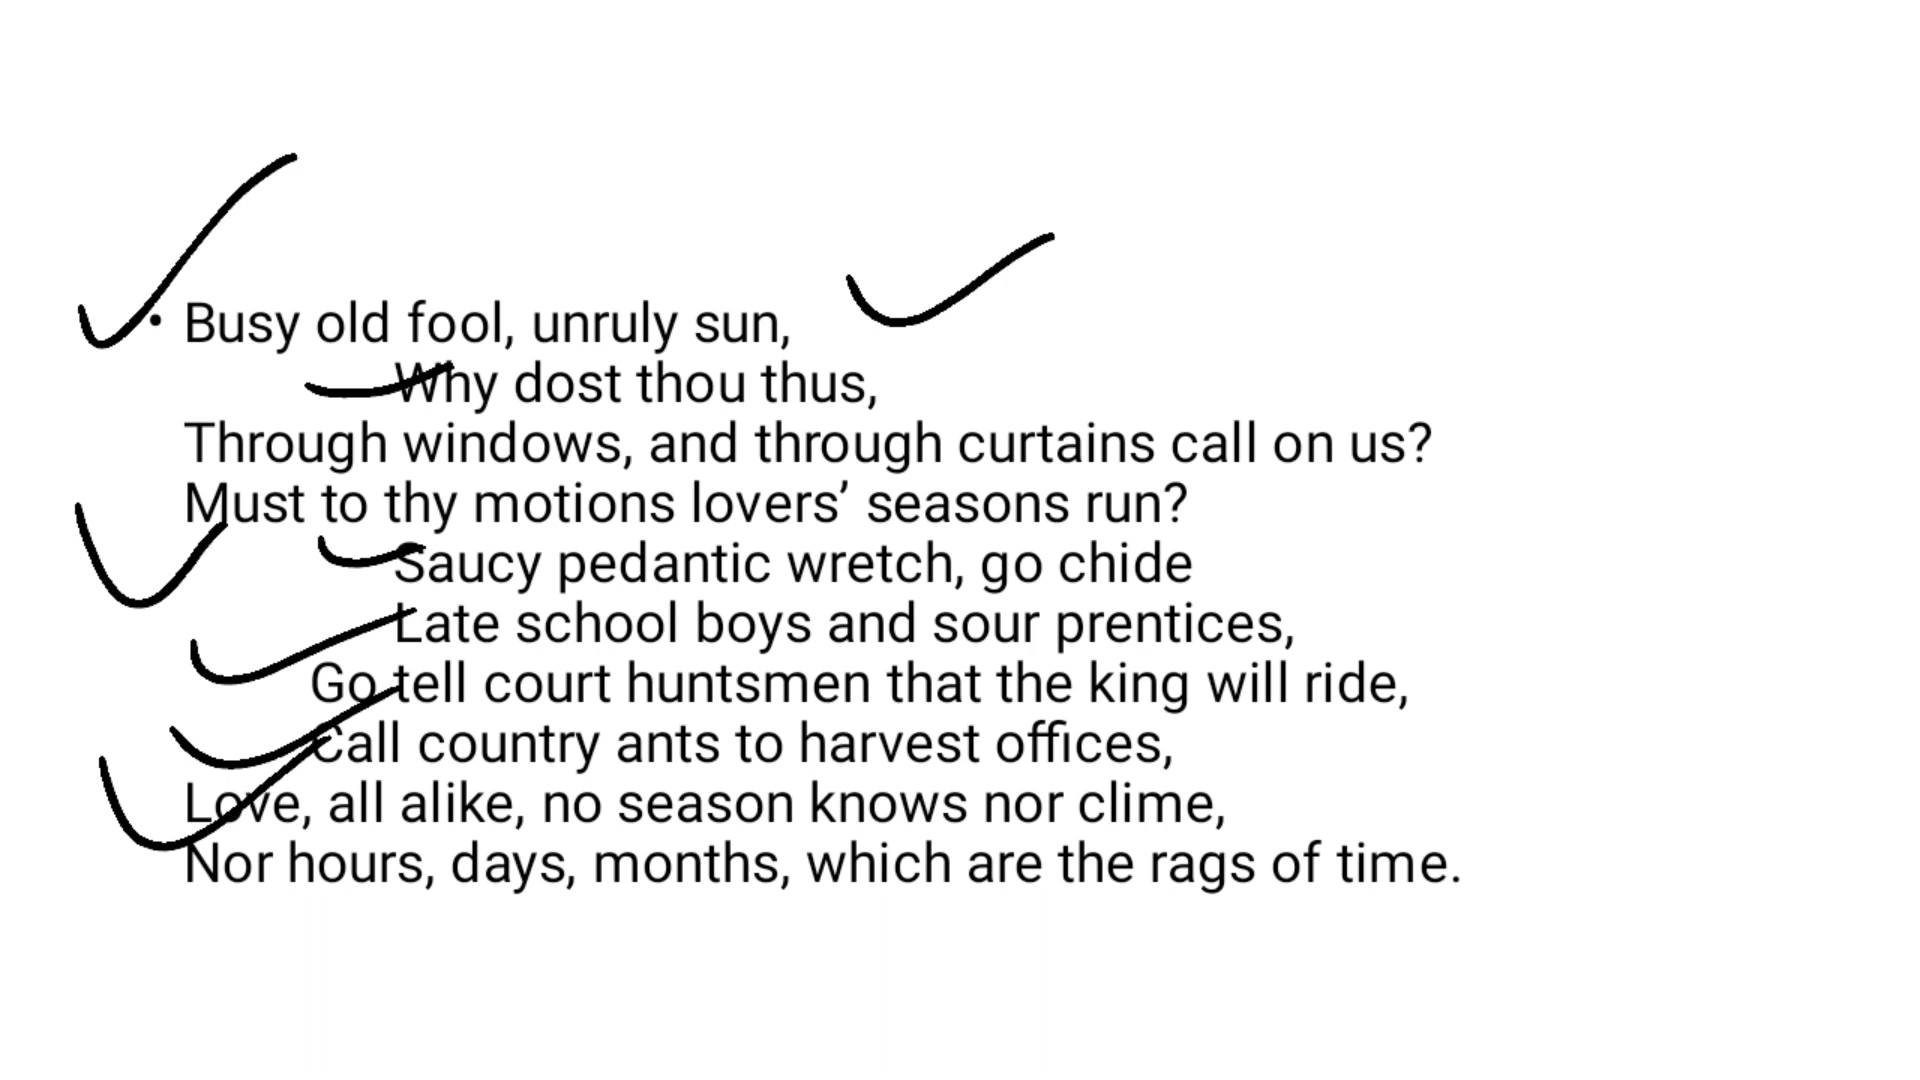 • Busy old fool, unruly sun,
Why dost thou thus,
Through windows, and through curtains call on us?
Must to thy motions lovers’ seasons run?
Saucy pedantic wretch, go chide
Late school boys and sour prentices,
Go tell court huntsmen that the king will ride,
Call country ants to harvest offices,
Love, all alike, no season knows nor clime,
Nor hours, days, months, which are the rags of time.